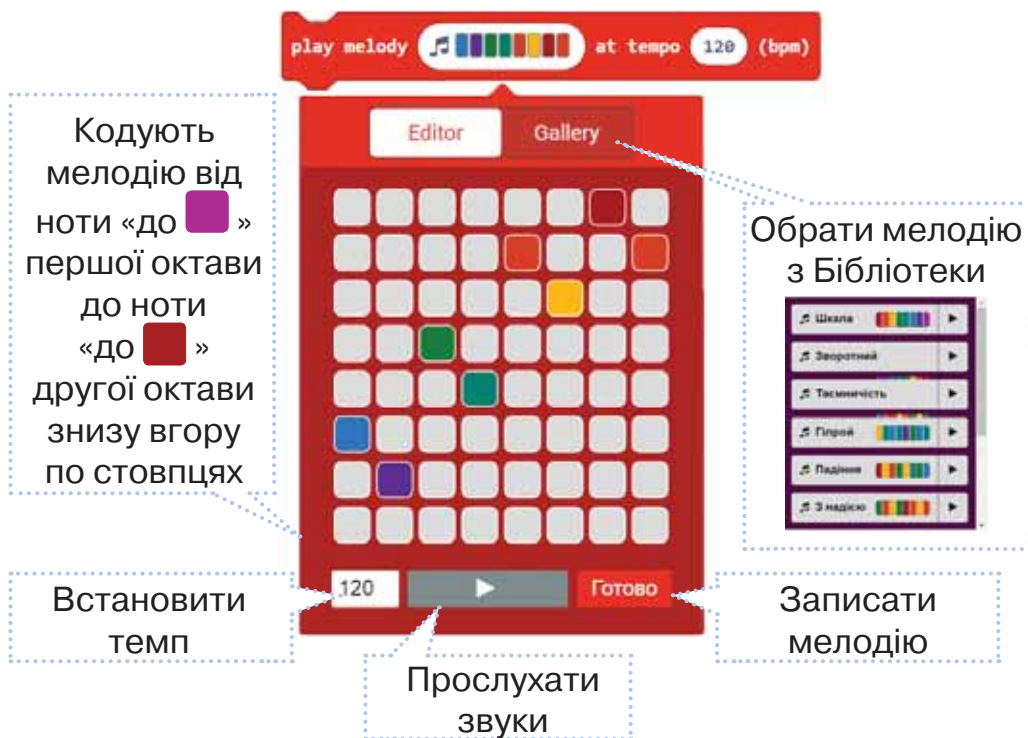 play melody at tempo 120 (bpm)
Editor Gallery
Кодують
мелодію від
ноти «до »
першої октави
до ноти
«до »
другої октави
знизу вгору
по стовпцях
Обрати мелодію
з Бібліотеки
Шкала
Зворотний
Таємничість
Гіпрой
Падіння
З надією
120 Готово
Встановити
темп
Прослухати
звуки
Записати
мелодію